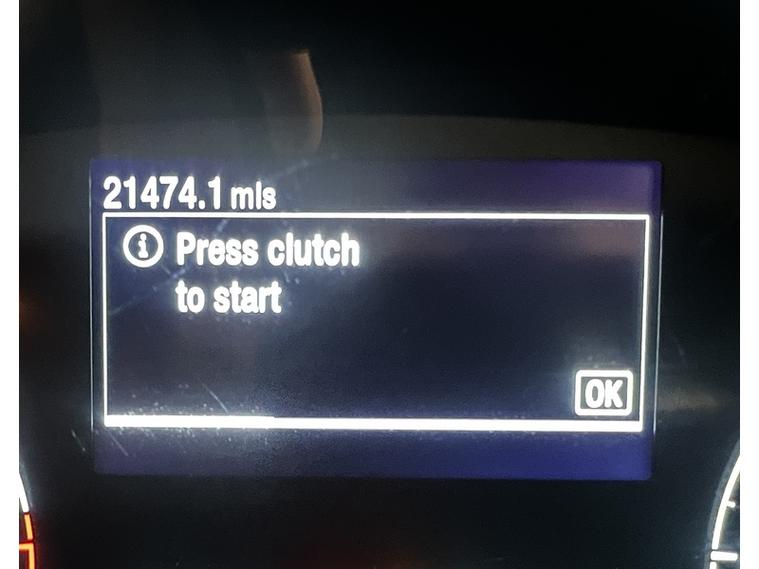 21474.1 mls
i Press clutch
to start
OK